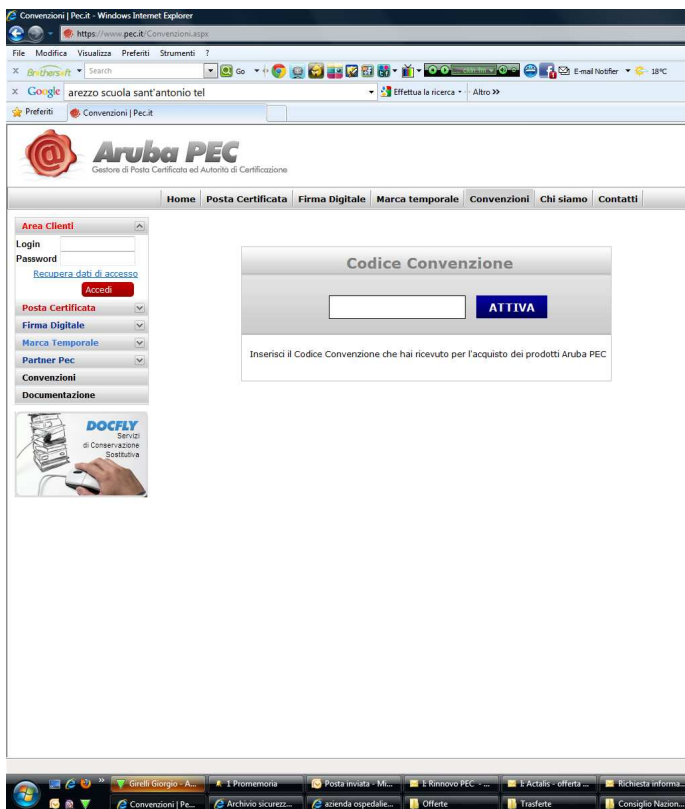 Convenzioni | Pec.it - Windows Internet Explorer
https://www.pec.it/Convenzioni.aspx
File Modifica Visualizza Preferiti Strumenti ?
x Search Go E-mail Notifier 18°C
x Google arezzo scuola sant'antonio tel Effettua la ricerca Altro »
Preferiti Convenzioni | Pec.it
Aruba PEC
Gestore di Posta Certificata ed Autorità di Certificazione
Home Posta Certificata Firma Digitale Marca temporale Convenzioni Chi siamo Contatti
Area Clienti
Login
Password
Recupera dati di accesso
Accedi
Posta Certificata
Firma Digitale
Marca Temporale
Partner Pec
Convenzioni
Documentazione
DOCFLY
Servizi
di Conservazione
Sostitutiva
Codice Convenzione
ATTIVA
Inserisci il Codice Convenzione che hai ricevuto per l'acquisto dei prodotti Aruba PEC
» Girelli Giorgio - A... 1 Promemoria Posta inviata - Mi... I: Rinnovo PEC - ... I: Actalis - offerta ... Richiesta informa...
Convenzioni | Pe... Archivio sicurezz... azienda ospedalie... Offerte Trasferte Consiglio Nazion...